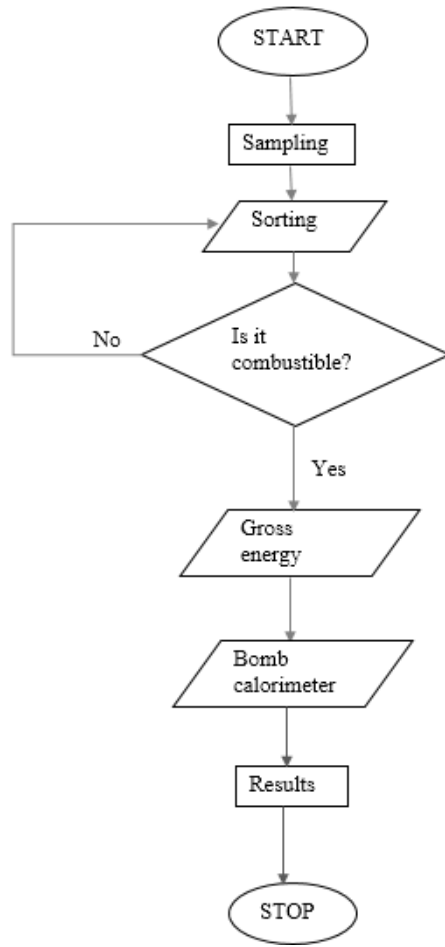 START
Sampling
Sorting
Is it
combustible?
No
Yes
Gross
energy
Bomb
calorimeter
Results
STOP